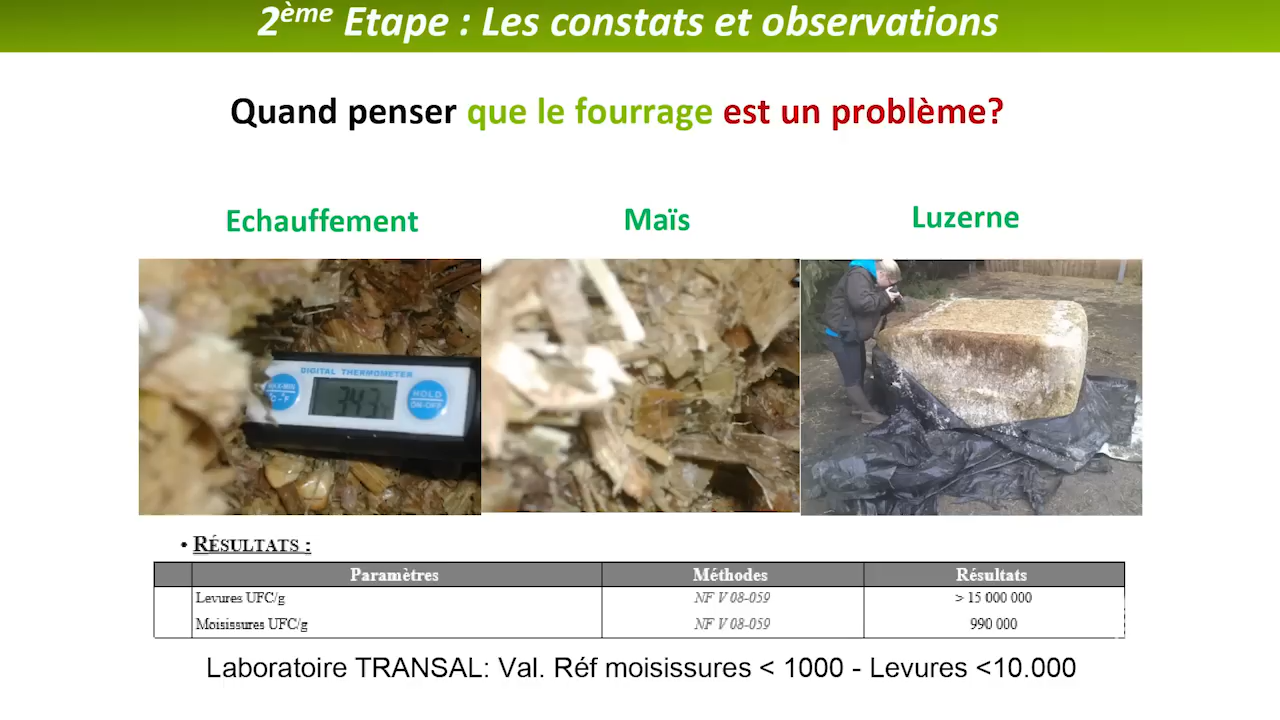 2ème Etape : Les constats et observations
Quand penser que le fourrage est un problème?
Echauffement
Maïs
Luzerne
DIGITAL THERMOMETER
MAX-MIN
°C - °F
HOLD
ON-OFF
• RÉSULTATS :
Paramètres Méthodes Résultats
Levures UFC/g NF V 08-059 > 15 000 000
Moisissures UFC/g NF V 08-059 990 000
Laboratoire TRANSAL: Val. Réf moisissures < 1000 - Levures <10.000